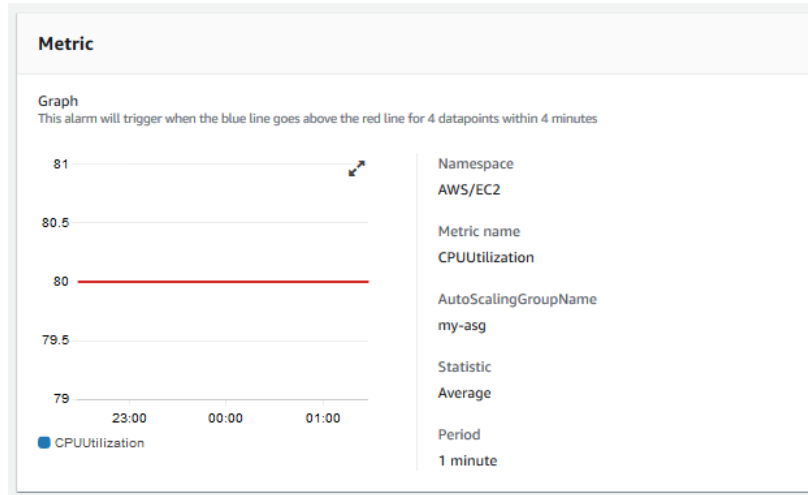 Metric
Graph
This alarm will trigger when the blue line goes above the red line for 4 datapoints within 4 minutes
81
80.5
80
79.5
79
23:00 00:00 01:00
CPUUtilization
Namespace
AWS/EC2
Metric name
CPUUtilization
AutoScalingGroupName
my-asg
Statistic
Average
Period
1 minute